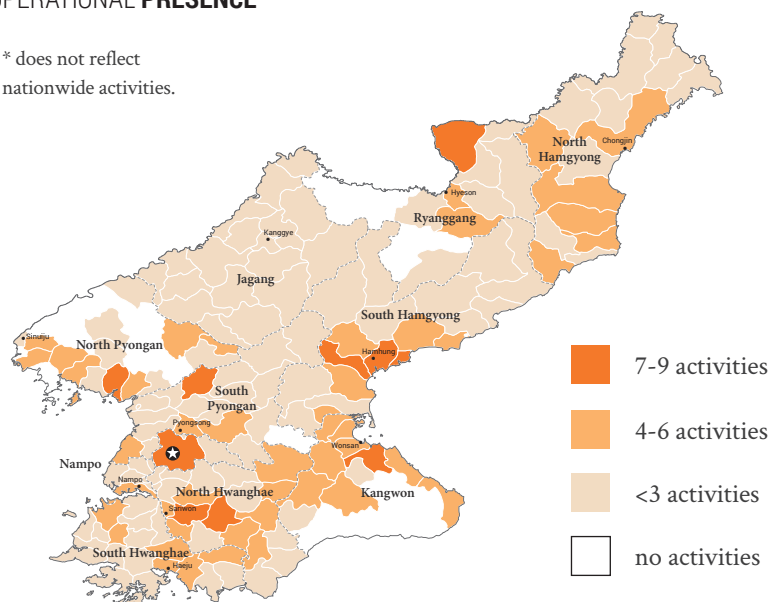 OPERATIONAL PRESENCE
* does not reflect
nationwide activities.
North
Hamgyong
Chongjin
Hyeson
Ryanggang
Kanggye
Jagang
South Hamgyong
Sinuiju
North Pyongan
Hamhung
South
Pyongan
Pyongsong
Wonsan
Nampo
Nampo
North Hwanghae
Kangwon
Sariwon
South Hwanghae
Haeju
7-9 activities
4-6 activities
<3 activities
no activities